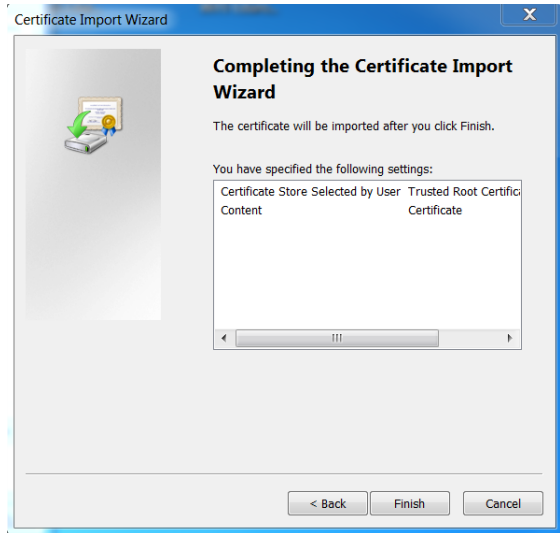 Certificate Import Wizard
X
Completing the Certificate Import
Wizard
The certificate will be imported after you click Finish.
You have specified the following settings:
Certificate Store Selected by User Trusted Root Certifica
Content Certificate
< Back Finish Cancel